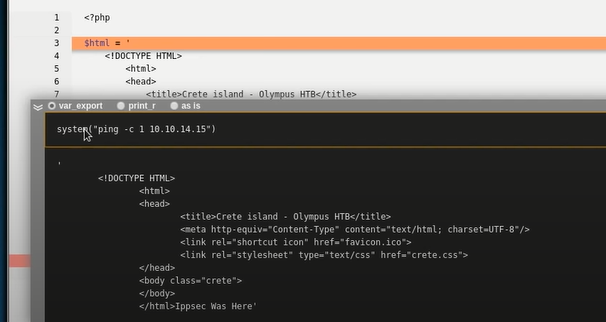 1 <?php
2
3 $html = '
4 <!DOCTYPE HTML>
5 <html>
6 <head>
7 <title>Crete island - Olympus HTB</title>
var_export print_r as is
system("ping -c 1 10.10.14.15")
'
<!DOCTYPE HTML>
<html>
<head>
<title>Crete island - Olympus HTB</title>
<meta http-equiv="Content-Type" content="text/html; charset=UTF-8"/>
<link rel="shortcut icon" href="favicon.ico">
<link rel="stylesheet" type="text/css" href="crete.css">
</head>
<body class="crete">
</body>
</html>Ippsec Was Here'